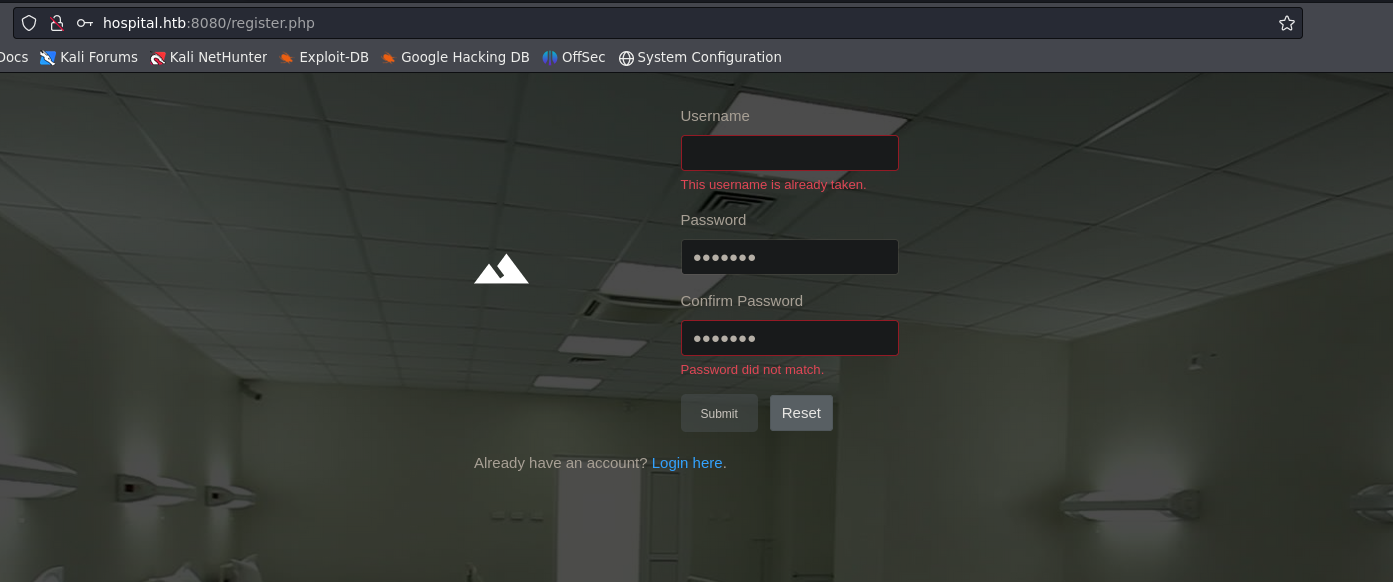 hospital.htb:8080/register.php
Docs Kali Forums Kali NetHunter Exploit-DB Google Hacking DB OffSec System Configuration
Username
This username is already taken.
Password
●●●●●●●
Confirm Password
●●●●●●●
Password did not match.
Submit Reset
Already have an account? Login here.